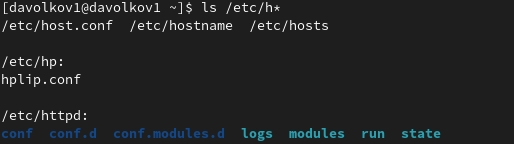 [davolkov1@davolkov1 ~]$ ls /etc/h*
/etc/host.conf  /etc/hostname  /etc/hosts

/etc/hp:
hplip.conf

/etc/httpd:
conf  conf.d  conf.modules.d  logs  modules  run  state